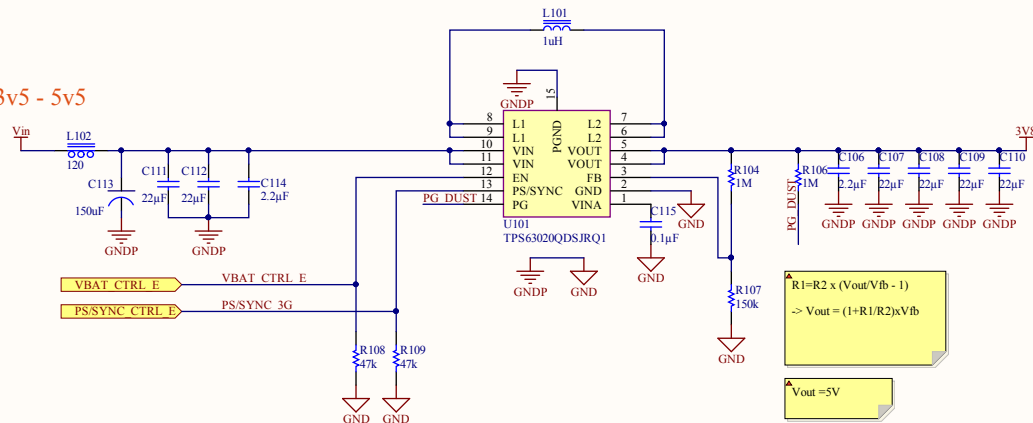 L101
1uH
3v5 - 5v5
GNDP
15
PGND
Vin
L102
120
8
L1
9
L1
10
VIN
11
VIN
12
EN
13
PS/SYNC
PG_DUST
14
PG
L2
7
L2
6
VOUT
5
VOUT
4
FB
3
GND
2
VINA
1
U101
TPS63020QDSJRQ1
3V8
C113
150uF
C111
22µF
C112
22µF
C114
2.2µF
GNDP
GNDP
C115
0.1µF
GND
GND
R104
1M
R106
1M
PG_DUST
C106
2.2µF
C107
22µF
C108
22µF
C109
22µF
C110
22µF
GNDP
GNDP
GNDP
GNDP
GNDP
GNDP
GND
VBAT_CTRL_E
VBAT_CTRL_E
PS/SYNC_CTRL_E
PS/SYNC_3G
R107
150k
GND
R108
47k
R109
47k
GND
GND
R1=R2 x (Vout/Vfb - 1)
-> Vout = (1+R1/R2)xVfb
Vout =5V